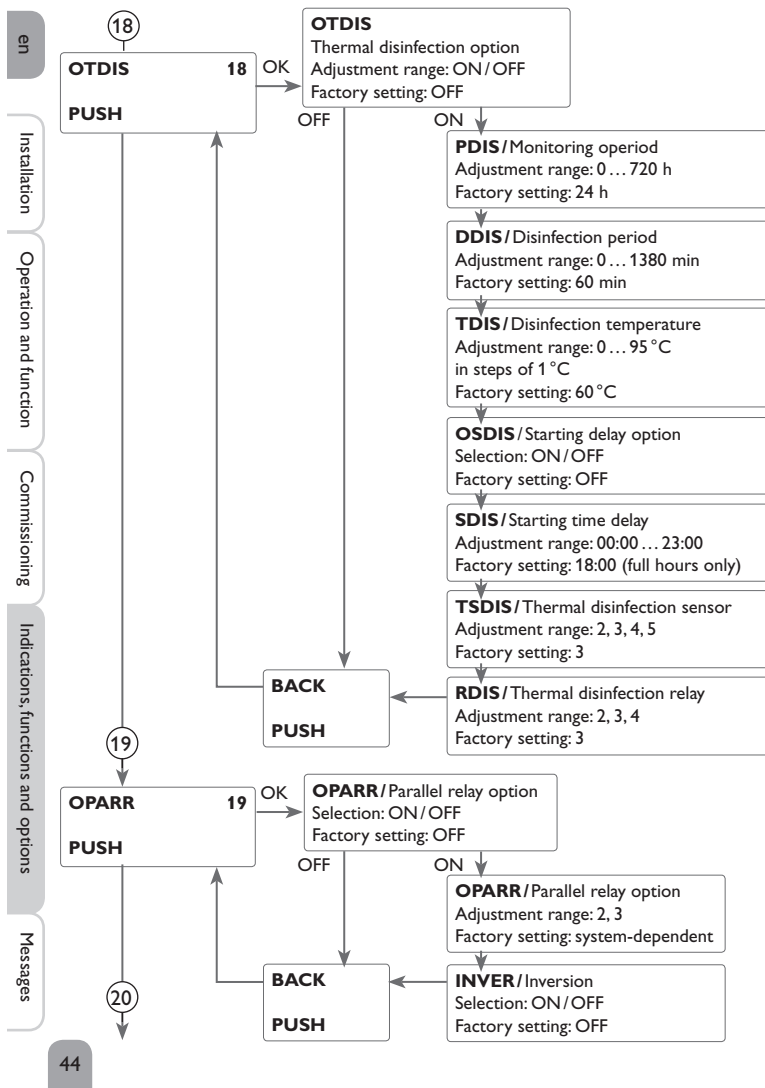 en
Installation
Operation and function
Commissioning
Indications, functions and options
Messages
18
OTDIS 18
PUSH
OK
OTDIS
Thermal disinfection option
Adjustment range: ON / OFF
Factory setting: OFF
OFF
ON
PDIS / Monitoring operiod
Adjustment range: 0 … 720 h
Factory setting: 24 h
DDIS / Disinfection period
Adjustment range: 0 … 1380 min
Factory setting: 60 min
TDIS / Disinfection temperature
Adjustment range: 0 … 95 °C
in steps of 1 °C
Factory setting: 60 °C
OSDIS / Starting delay option
Selection: ON / OFF
Factory setting: OFF
SDIS / Starting time delay
Adjustment range: 00:00 … 23:00
Factory setting: 18:00 (full hours only)
TSDIS / Thermal disinfection sensor
Adjustment range: 2, 3, 4, 5
Factory setting: 3
RDIS / Thermal disinfection relay
Adjustment range: 2, 3, 4
Factory setting: 3
BACK
PUSH
19
OPARR 19
PUSH
OK
OPARR / Parallel relay option
Selection: ON / OFF
Factory setting: OFF
OFF
ON
OPARR / Parallel relay option
Adjustment range: 2, 3
Factory setting: system-dependent
INVER / Inversion
Selection: ON / OFF
Factory setting: OFF
BACK
PUSH
20
44